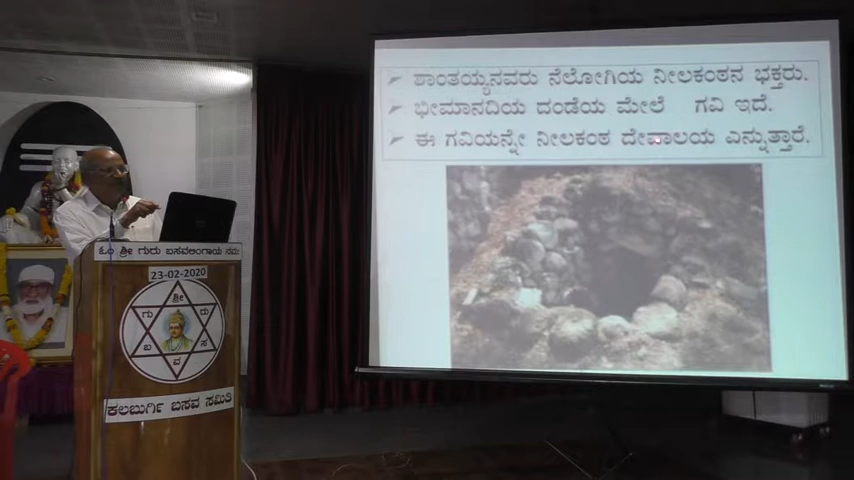 ಶಾಂತಯ್ಯನವರು ನೆಲೋಗಿಯ ನೀಲಕಂಠನ ಭಕ್ತರು.
ಭೀಮಾನದಿಯ ದಂಡೆಯ ಮೇಲೆ ಗವಿ ಇದೆ.
ಈ ಗವಿಯನ್ನೇ ನೀಲಕಂಠ ದೇವಾಲಯ ಎನ್ನುತ್ತಾರೆ.
ಓಂ ಶ್ರೀ ಗುರು ಬಸವಲಿಂಗಾಯ ನಮಃ
23-02-2020
ಶ್ರೀ
ಗು ರು
ಬ ಸ
ವ
ಕಲಬುರ್ಗಿ ಬಸವ ಸಮಿತಿ